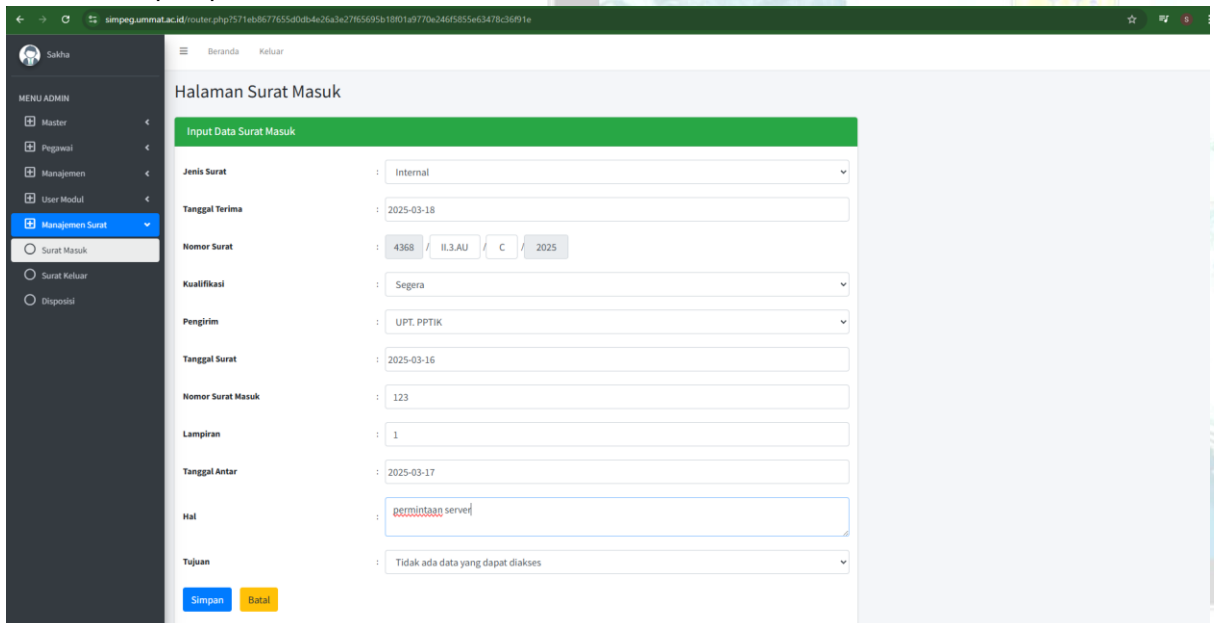 simpeg.ummat.ac.id/router.php?571eb8677655d0db4e26a3e27f65695b18f01a9770e246f5855e63478c36f91e
S
Sakha
Beranda Keluar
MENU ADMIN
Master
Pegawai
Manajemen
User Modul
Manajemen Surat
Surat Masuk
Surat Keluar
Disposisi
Halaman Surat Masuk
Input Data Surat Masuk
Jenis Surat : Internal
Tanggal Terima : 2025-03-18
Nomor Surat : 4368 / II.3.AU / C / 2025
Kualifikasi : Segera
Pengirim : UPT. PPTIK
Tanggal Surat : 2025-03-16
Nomor Surat Masuk : 123
Lampiran : 1
Tanggal Antar : 2025-03-17
Hal : permintaan server
Tujuan : Tidak ada data yang dapat diakses
Simpan Batal